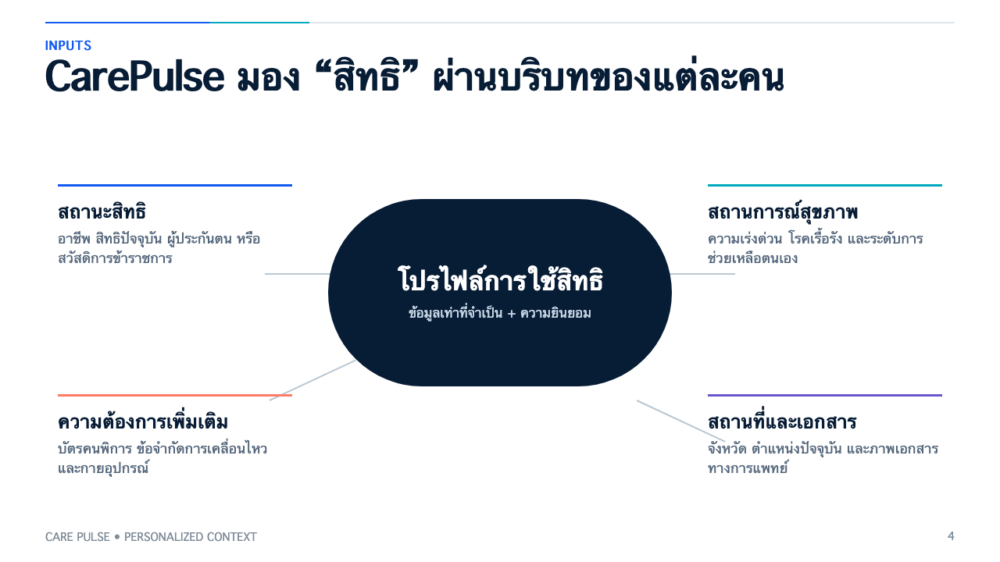 INPUTS
CarePulse มอง “สิทธิ” ผ่านบริบทของแต่ละคน
สถานะสิทธิ
อาชีพ สิทธิปัจจุบัน ผู้ประกันตน หรือ
สวัสดิการข้าราชการ
สถานการณ์สุขภาพ
ความเร่งด่วน โรคเรื้อรัง และระดับการ
ช่วยเหลือตนเอง
โปรไฟล์การใช้สิทธิ
ข้อมูลเท่าที่จำเป็น + ความยินยอม
ความต้องการเพิ่มเติม
บัตรคนพิการ ข้อจำกัดการเคลื่อนไหว
และกายอุปกรณ์
สถานที่และเอกสาร
จังหวัด ตำแหน่งปัจจุบัน และภาพเอกสาร
ทางการแพทย์
CARE PULSE • PERSONALIZED CONTEXT
4